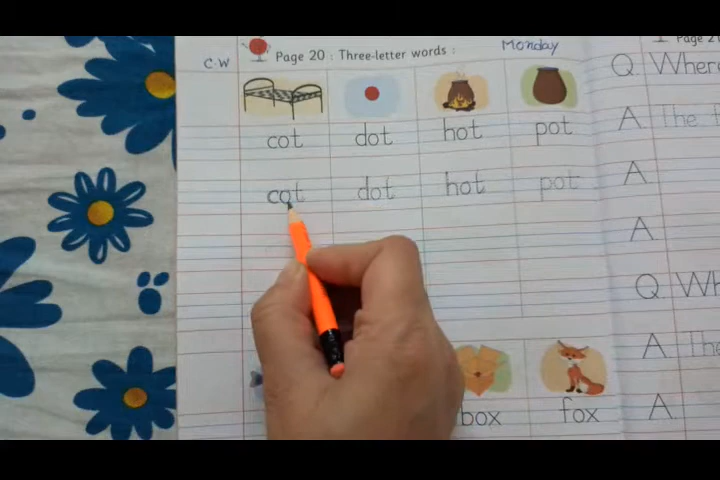 C.W Page 20 : Three-letter words : Monday
cot dot hot pot
cot dot hot pot
box fox
Page
Q. Where
A. The
A.
A.
Q. Wh
A. The
A.